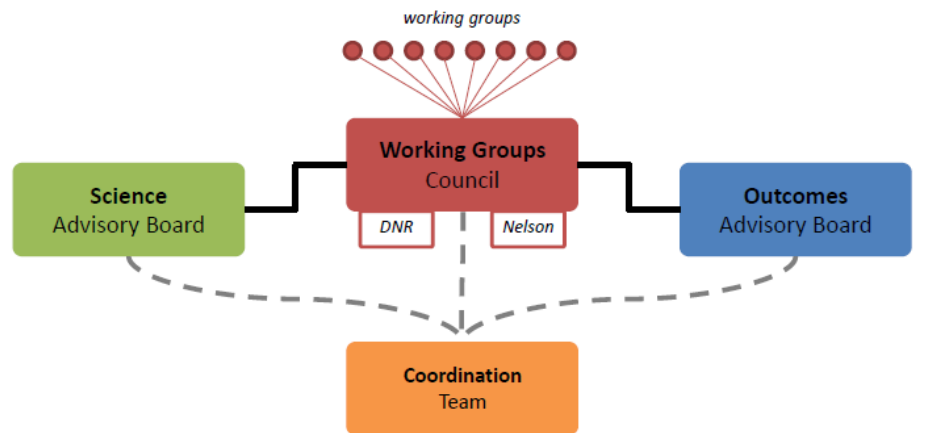 working groups
Working Groups
Council
Science
Advisory Board
Outcomes
Advisory Board
DNR
Nelson
Coordination
Team